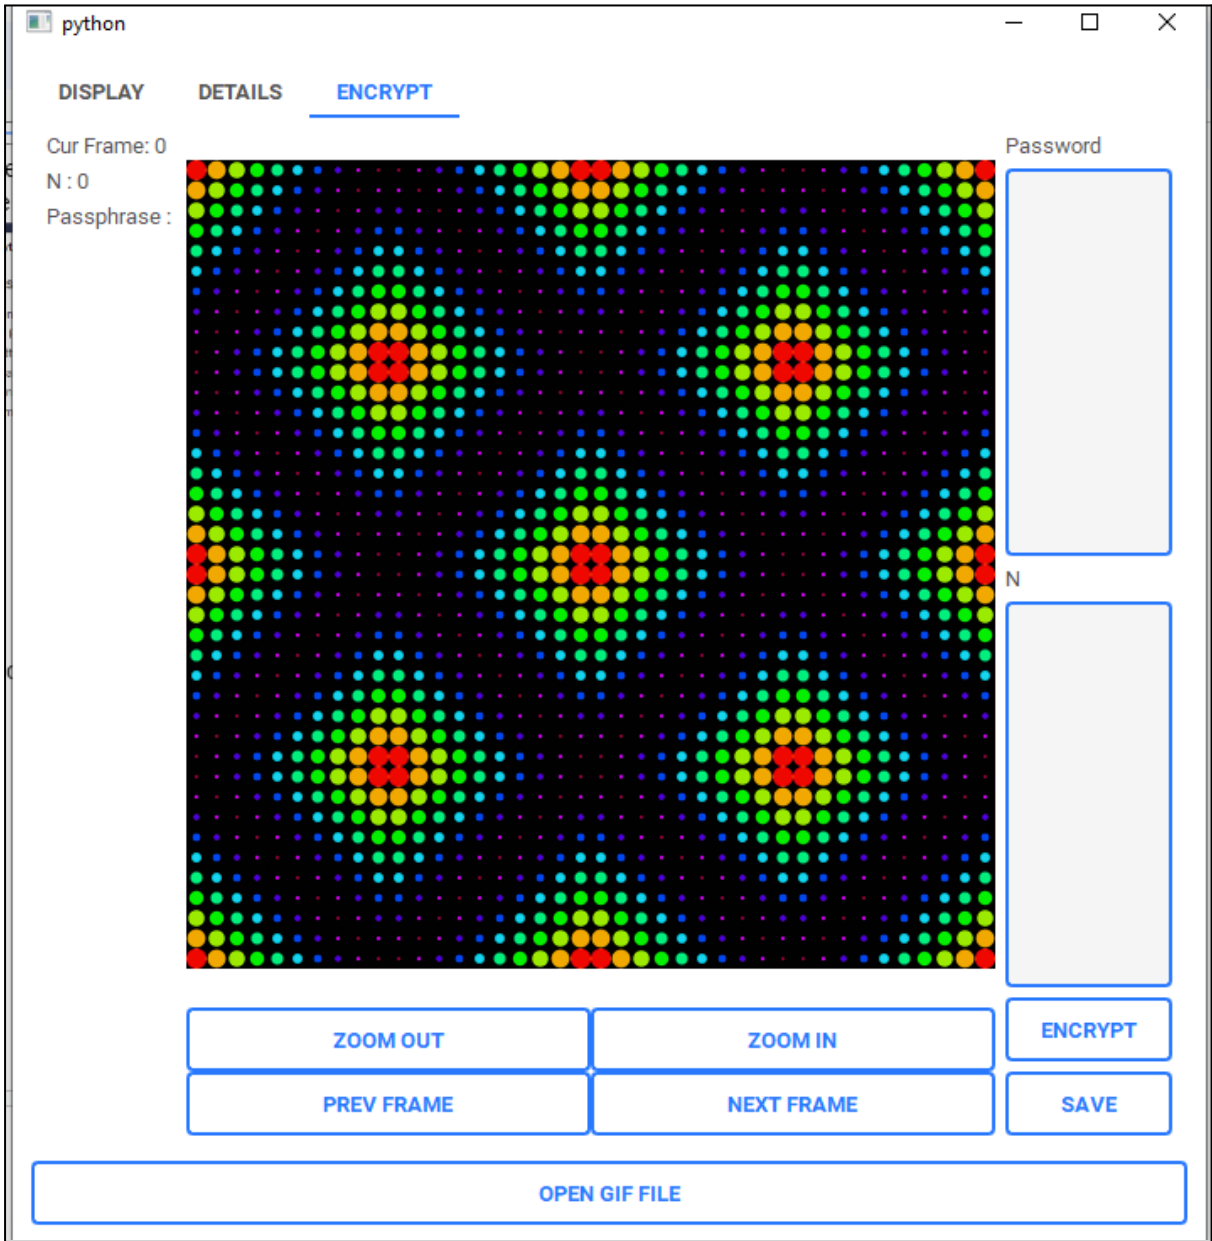 python
DISPLAY DETAILS ENCRYPT
Cur Frame: 0
N : 0
Passphrase :
Password
N
ENCRYPT
ZOOM OUT ZOOM IN
PREV FRAME NEXT FRAME
SAVE
OPEN GIF FILE